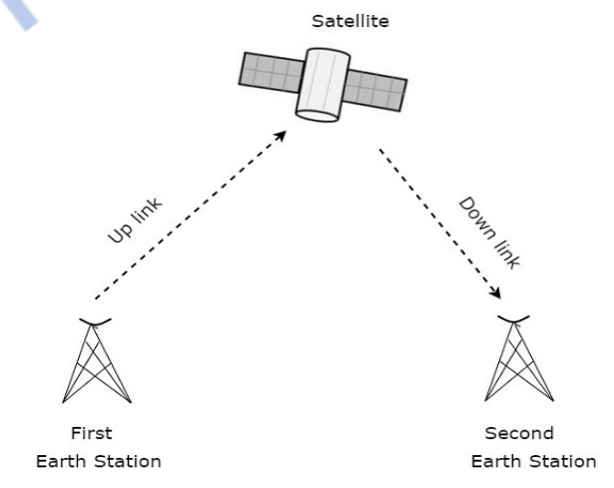 Satellite
Up link
Down link
First
Earth Station
Second
Earth Station